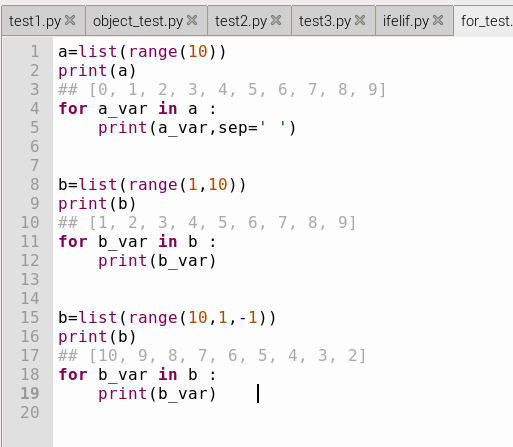 test1.py object_test.py test2.py test3.py ifelif.py for_test.
1 a=list(range(10))
2 print(a)
3 ## [0, 1, 2, 3, 4, 5, 6, 7, 8, 9]
4 for a_var in a :
5     print(a_var,sep=' ')
6
7
8 b=list(range(1,10))
9 print(b)
10 ## [1, 2, 3, 4, 5, 6, 7, 8, 9]
11 for b_var in b :
12     print(b_var)
13
14
15 b=list(range(10,1,-1))
16 print(b)
17 ## [10, 9, 8, 7, 6, 5, 4, 3, 2]
18 for b_var in b :
19     print(b_var)
20